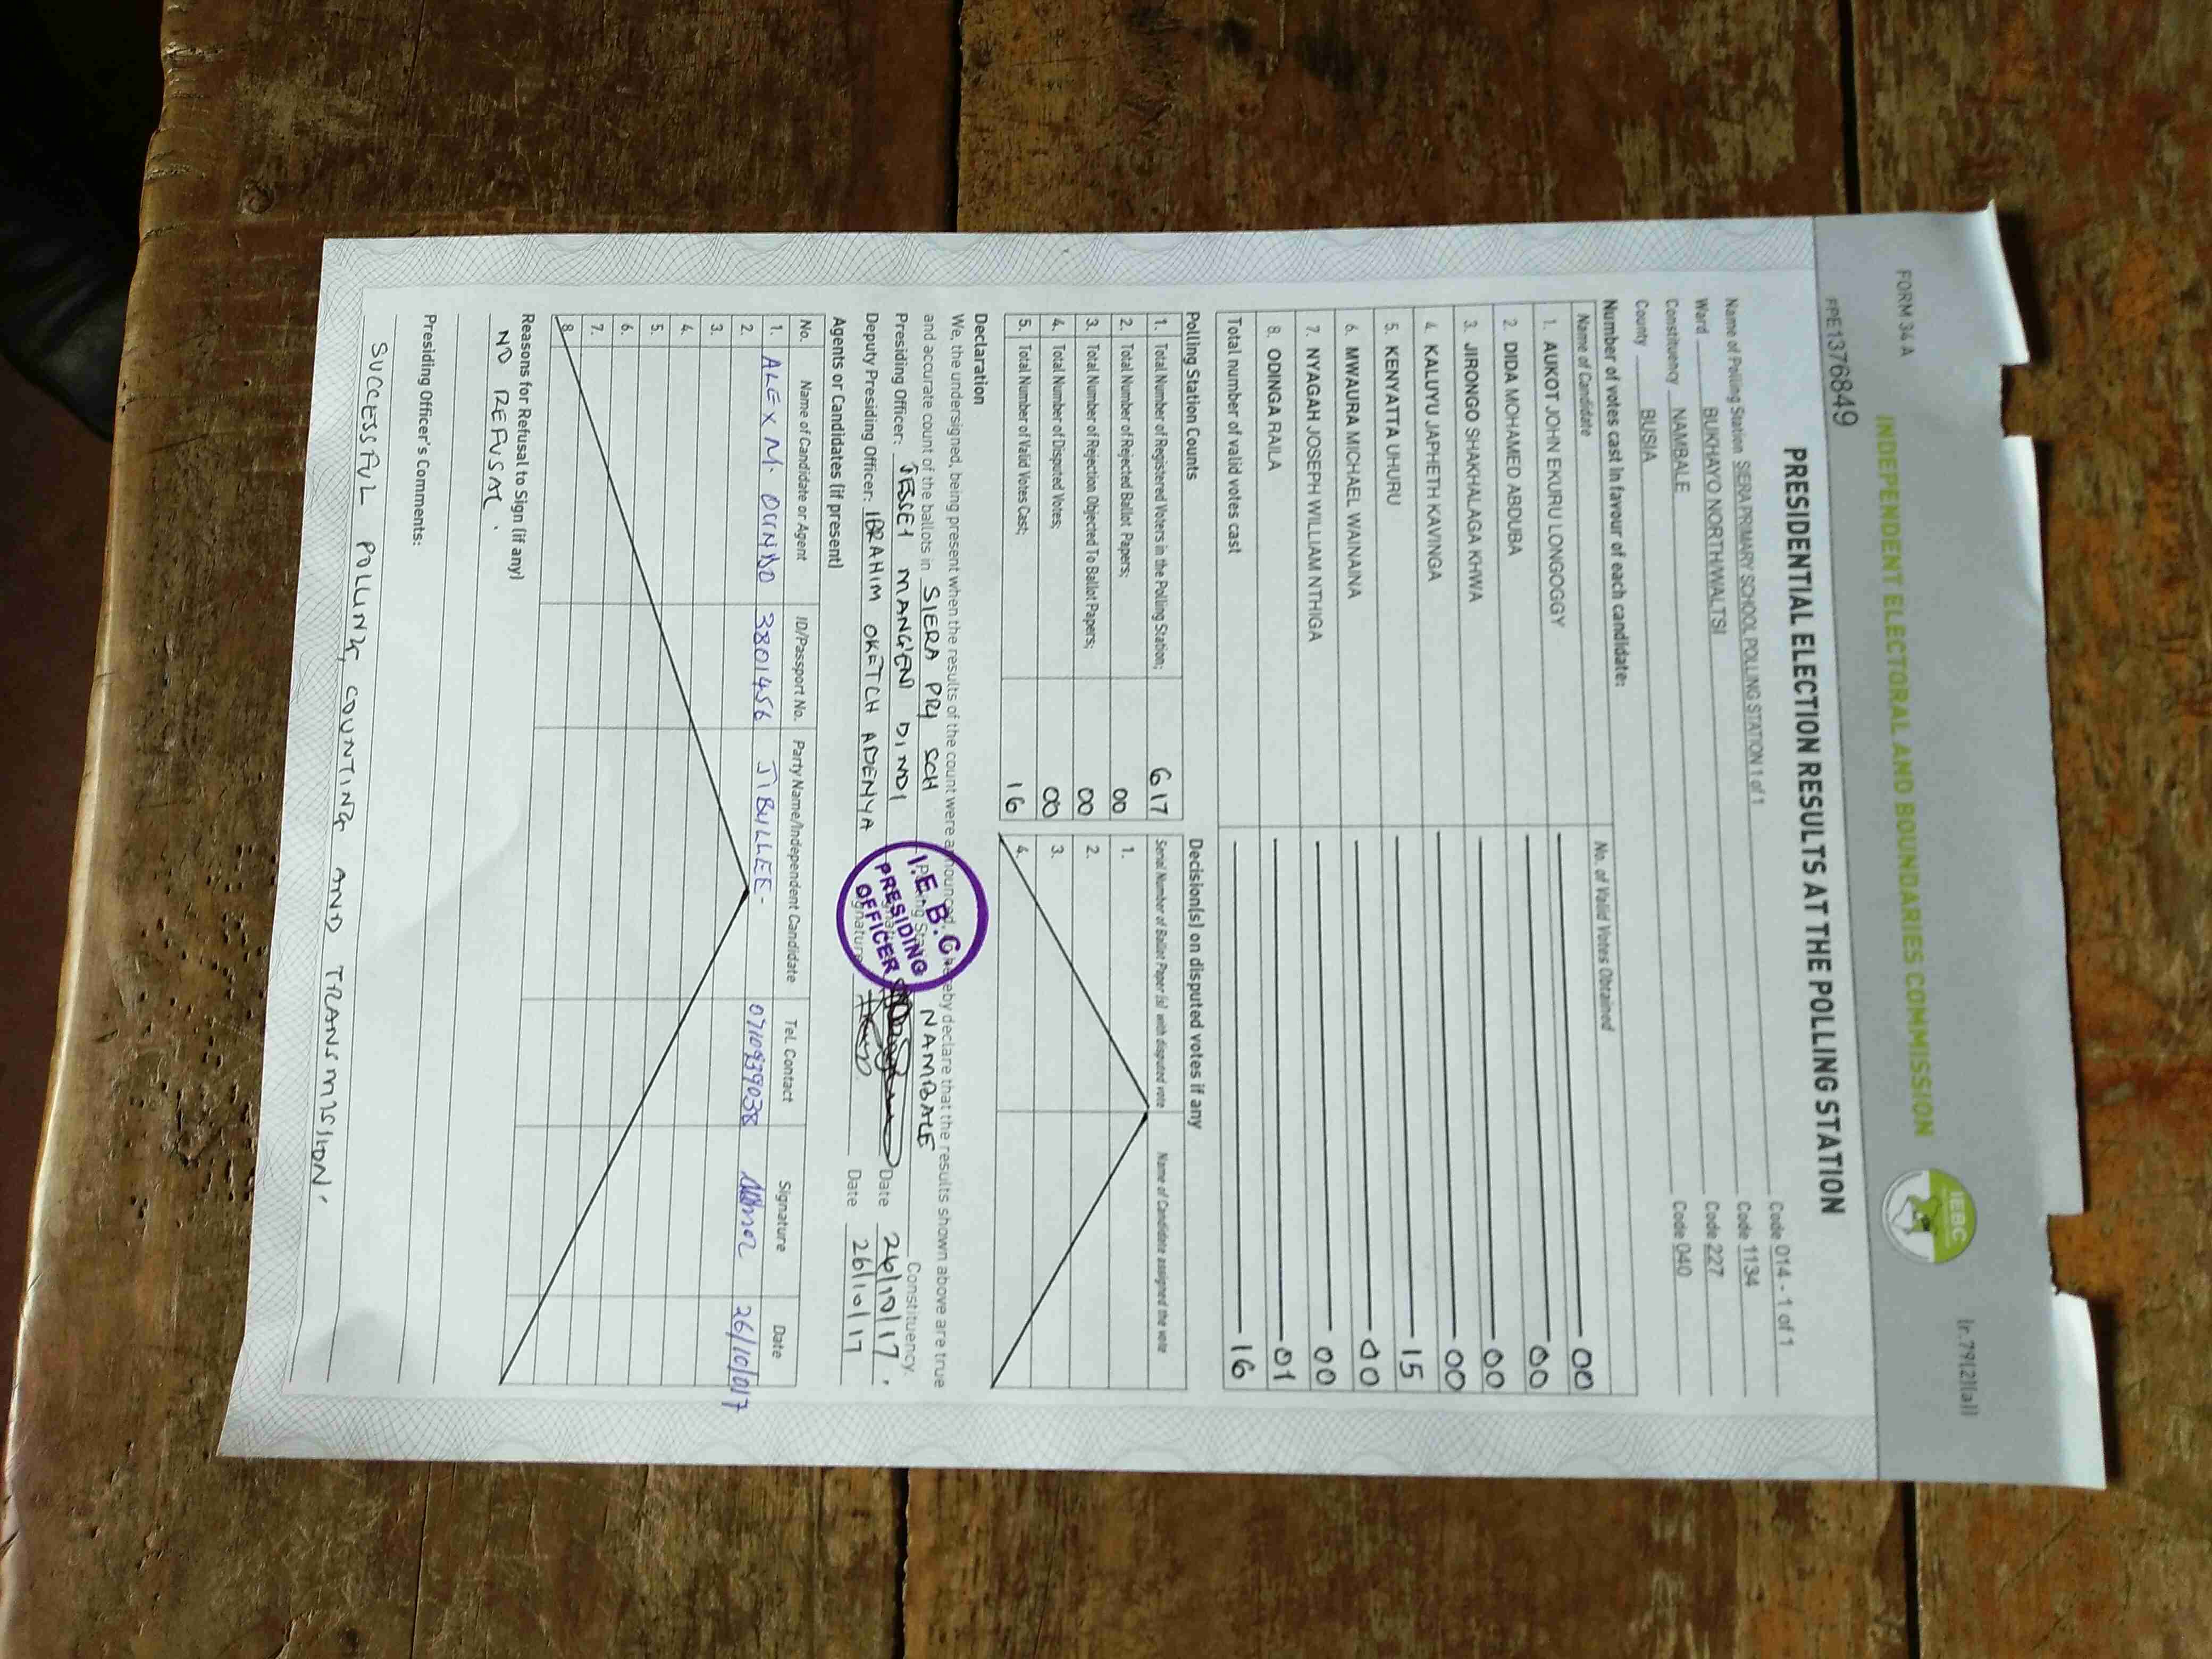 FORM 34 A
Ir.79(2)(a))
INDEPENDENT ELECTORAL AND BOUNDARIES COMMISSION
IEBC
FPE1376849
PRESIDENTIAL ELECTION RESULTS AT THE POLLING STATION
Name of Polling Station SIERA PRIMARY SCHOOL POLLING STATION 1 of 1 Code 014 - 1 of 1
Ward BUKHAYO NORTH/WALTSI Code 1134
Constituency NAMBALE Code 227
County BUSIA Code 040
Number of votes cast in favour of each candidate:
Name of Candidate No. of Valid Votes Obtained
1. AUKOT JOHN EKURU LONGOGGY 00
2. DIDA MOHAMED ABDUBA 00
3. JIRONGO SHAKHALAGA KHWA 00
4. KALUYU JAPHETH KAVINGA 00
5. KENYATTA UHURU 15
6. MWAURA MICHAEL WAINAINA 00
7. NYAGAH JOSEPH WILLIAM NTHIGA 00
8. ODINGA RAILA 01
Total number of valid votes cast 16
Polling Station Counts
1. Total Number of Registered Voters in the Polling Station; 617
2. Total Number of Rejected Ballot Papers; 00
3. Total Number of Rejection Objected To Ballot Papers; 00
4. Total Number of Disputed Votes; 00
5. Total Number of Valid Votes Cast; 16
Decision(s) on disputed votes if any
Serial Number of Ballot Paper (s) with disputed vote Name of Candidate assigned the vote
1.
2.
3.
4.
Declaration
We, the undersigned, being present when the results of the count were announced, do hereby declare that the results shown above are true
and accurate count of the ballots in SIERA PRY SCH Polling Station NAMBALE Constituency.
Presiding Officer: JESSEY MANG'ENI DINDI Signature Date 26/10/17.
Deputy Presiding Officer: IBRAHIM OKETCH ADENYA Signature Date 26/10/17
I.E.B.C
PRESIDING
OFFICER
Agents or Candidates (if present)
No. Name of Candidate or Agent ID/Passport No. Party Name/Independent Candidate Tel. Contact Signature Date
1. ALEX M. OUNDO 3801456 JIBULLEE - 0710939038 26/10/017
2.
3.
4.
5.
6.
7.
8.
Reasons for Refusal to Sign (if any)
NO REFUSAL.
Presiding Officer's Comments:
SUCCESSFUL POLLING, COUNTING AND TRANSMISSION.